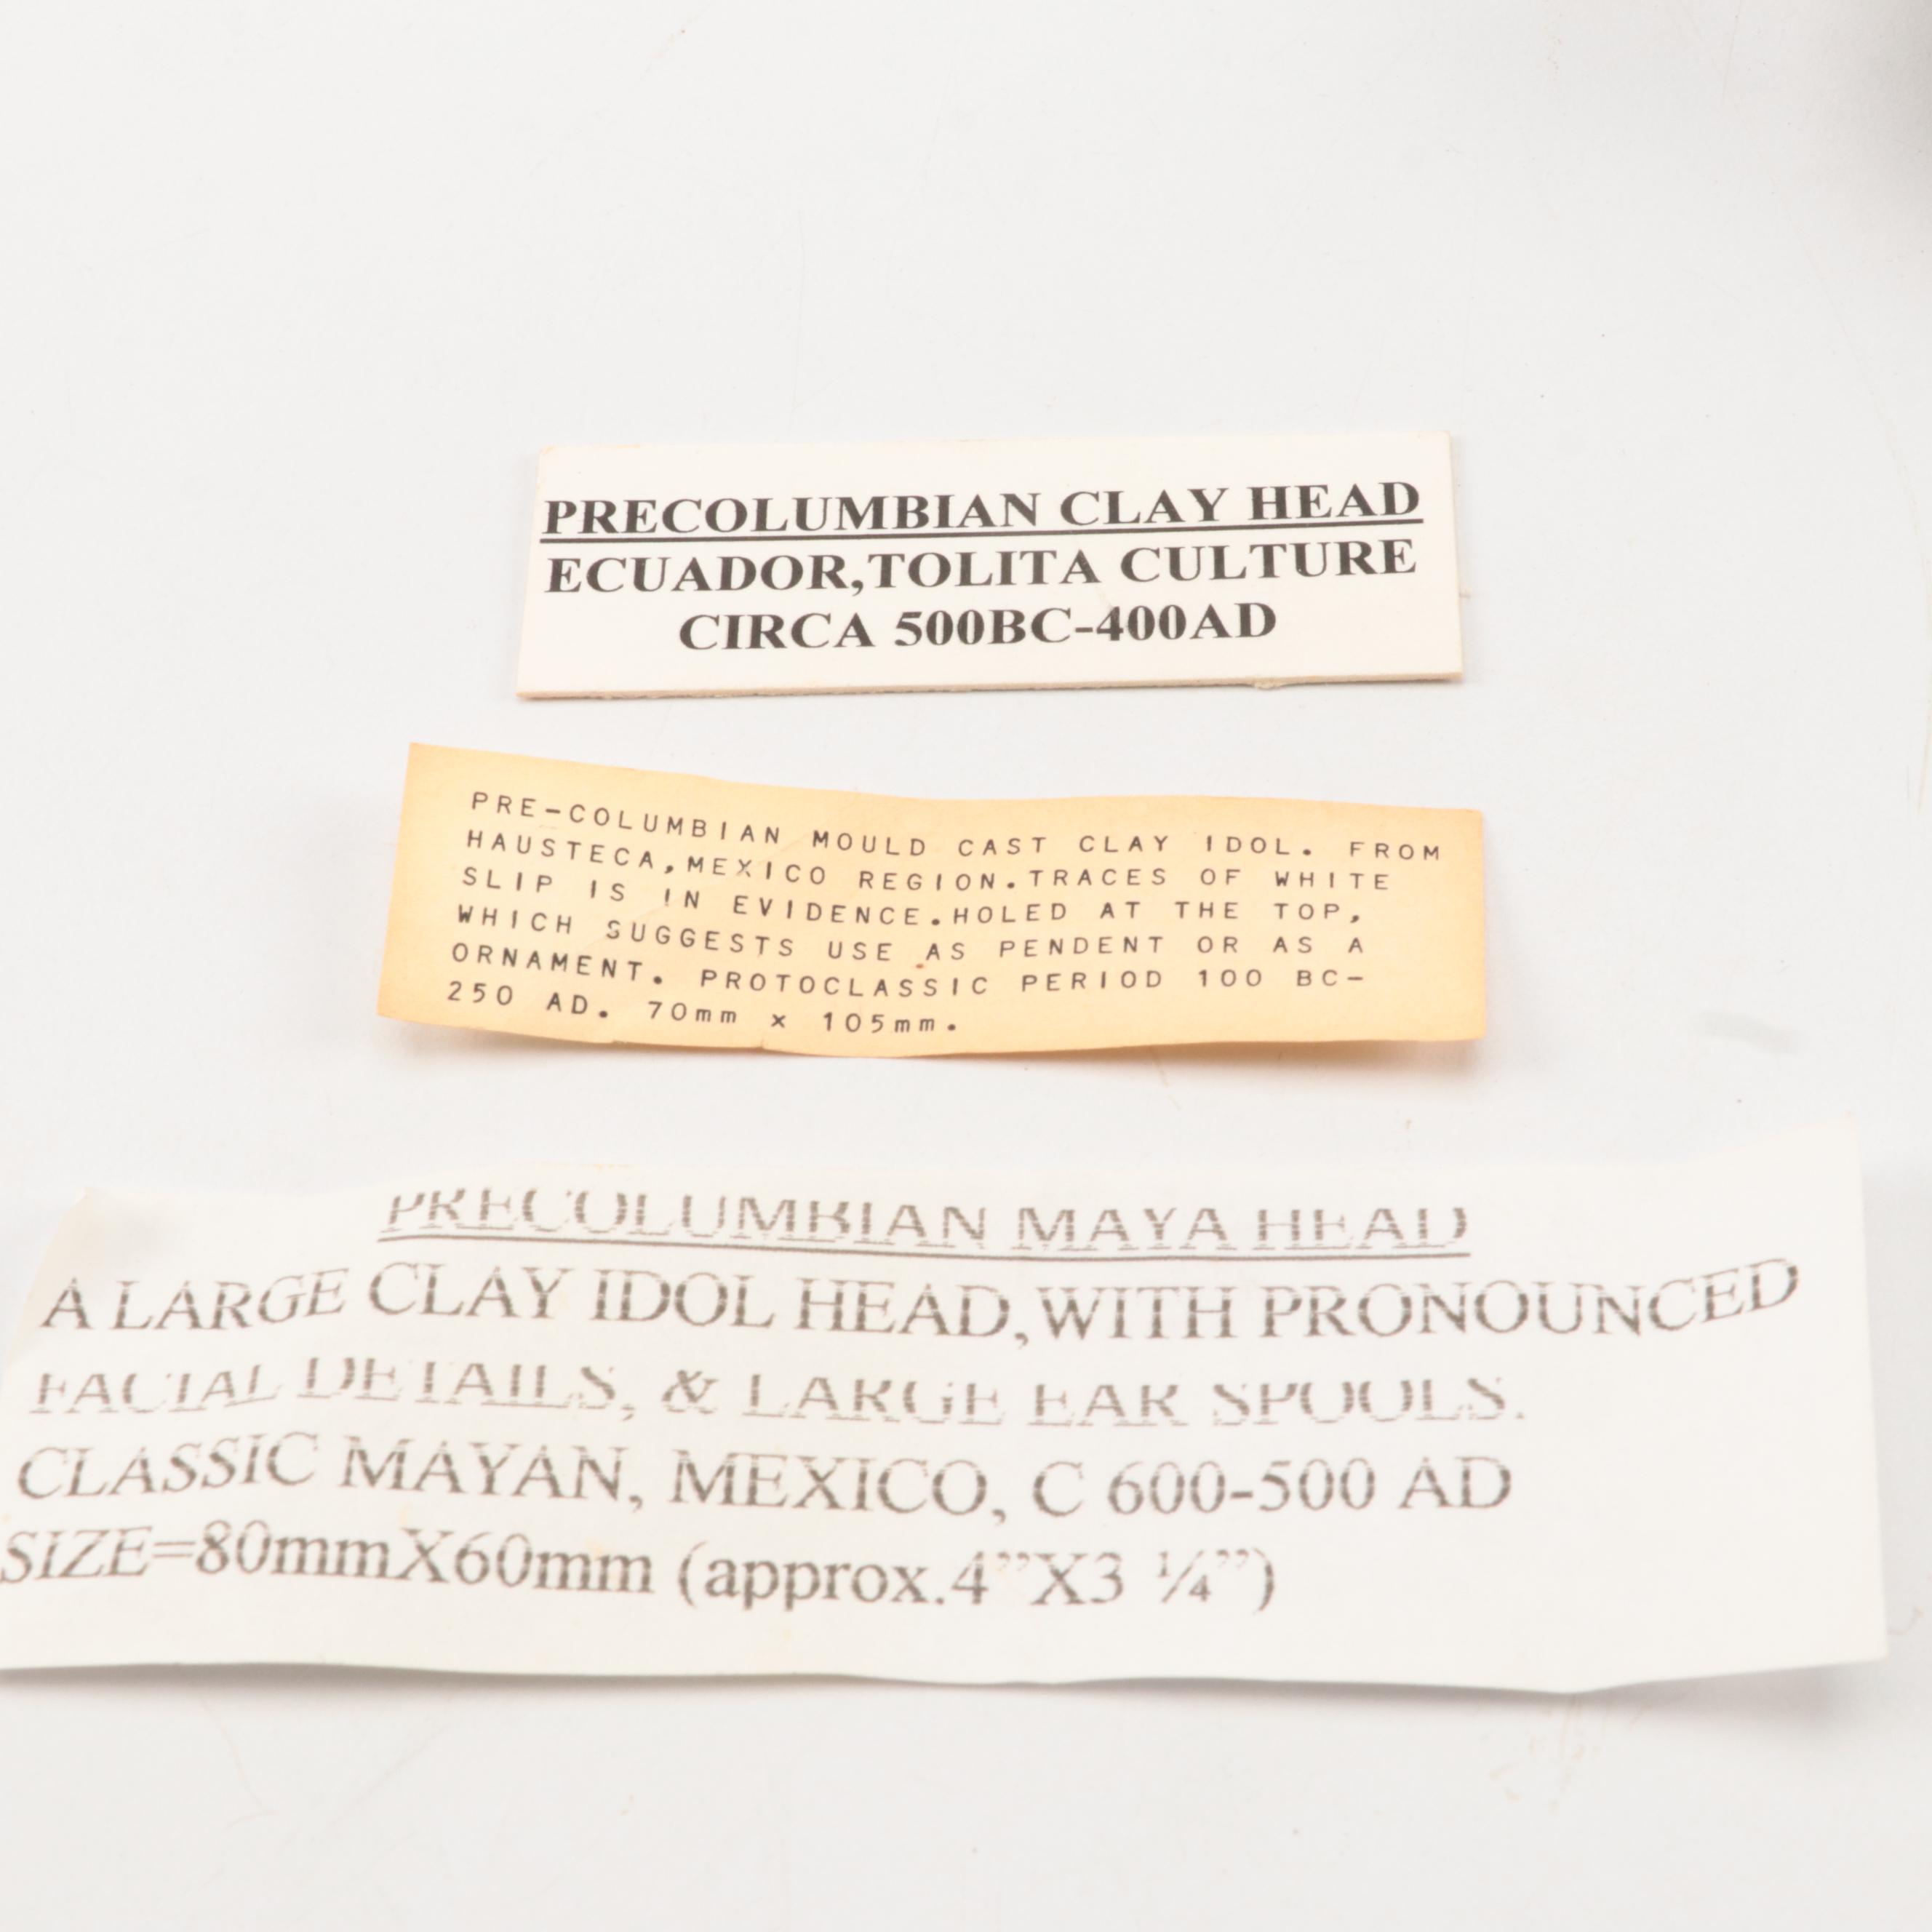 PRECOLUMBIAN CLAY HEAD
ECUADOR,TOLITA CULTURE
CIRCA 500BC-400AD
PRE-COLUMBIAN MOULD CAST CLAY IDOL. FROM
HAUSTECA,MEXICO REGION.TRACES OF WHITE
SLIP IS IN EVIDENCE.HOLED AT THE TOP,
WHICH SUGGESTS USE AS PENDENT OR AS A
ORNAMENT. PROTOCLASSIC PERIOD 100 BC-
250 AD. 70mm x 105mm.
PRECOLUMBIAN MAYA HEAD
A LARGE CLAY IDOL HEAD,WITH PRONOUNCED
FACIAL DETAILS, & LARGE EAR SPOOLS.
CLASSIC MAYAN, MEXICO, C 600-500 AD
SIZE=80mmX60mm (approx.4”X3 ¼”)